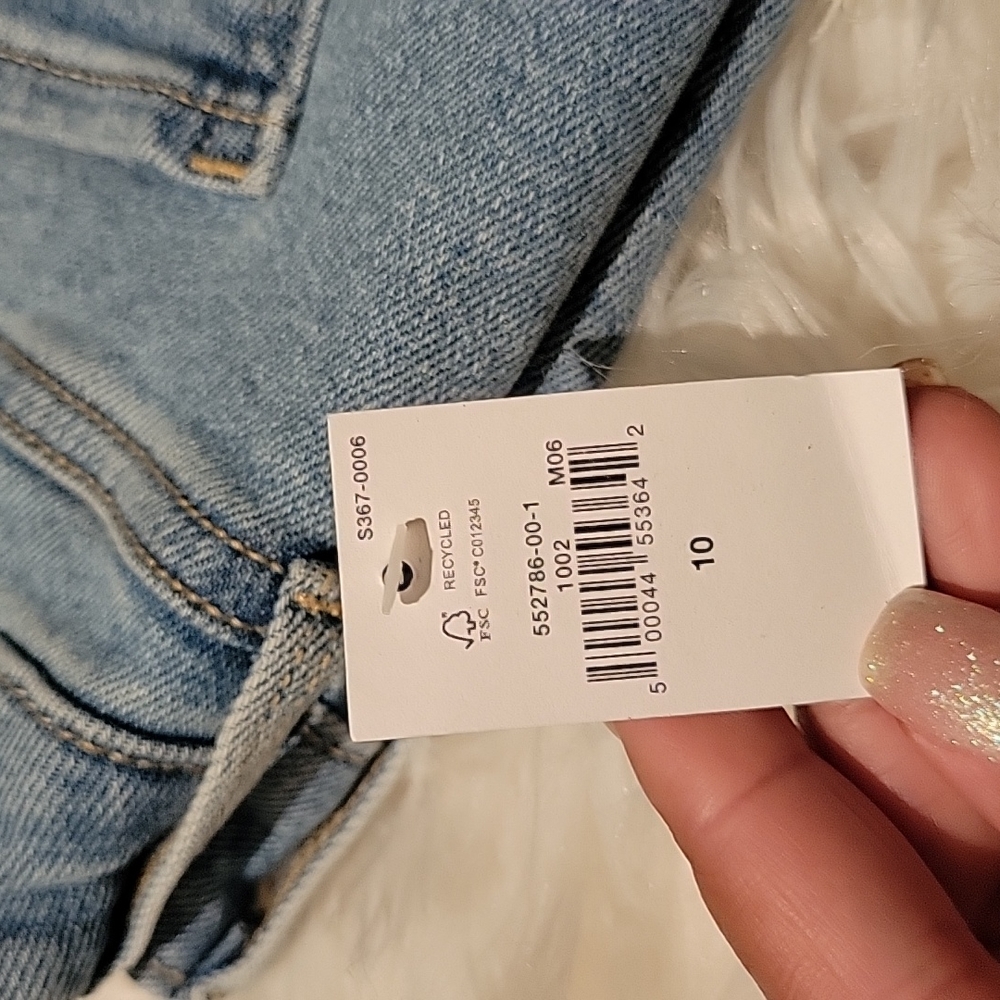 S367-0006
RECYCLED
FSC FSC® C012345
552786-00-1
1002 M06
5 00044 55364 2
10